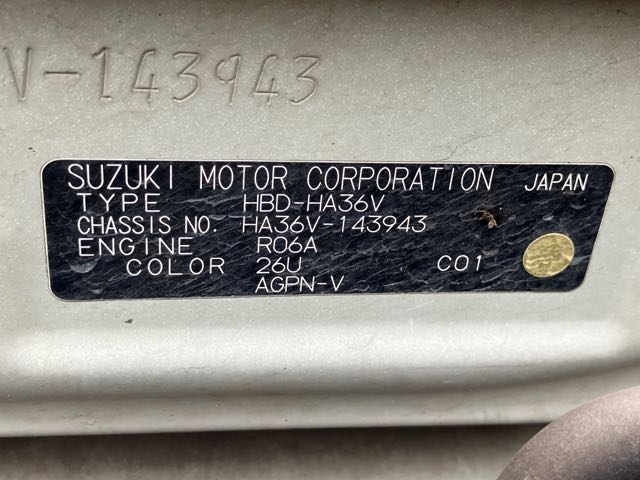 V-143943
SUZUKI MOTOR CORPORATION JAPAN
TYPE HBD-HA36V
CHASSIS NO. HA36V-143943
ENGINE R06A
COLOR 26U C01
AGPN-V